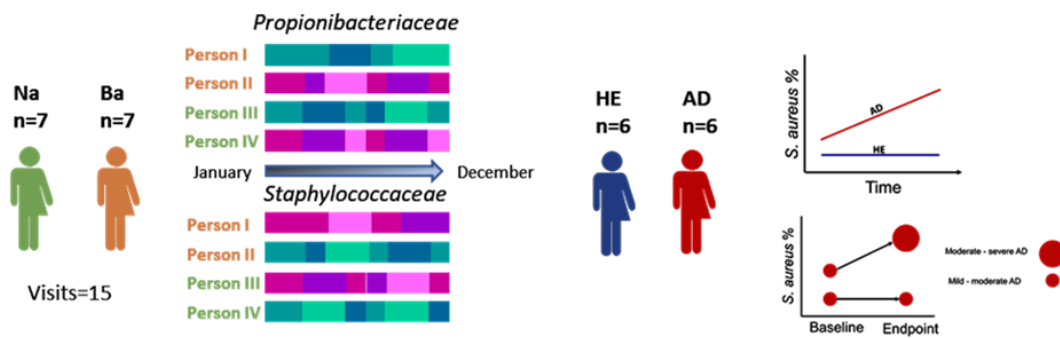 Na
n=7
Ba
n=7
Visits=15
Propionibacteriaceae
Person I
Person II
Person III
Person IV
January
December
Staphylococcaceae
Person I
Person II
Person III
Person IV
HE
n=6
AD
n=6
S. aureus %
AD
HE
Time
S. aureus %
Baseline
Endpoint
Moderate - severe AD
Mild - moderate AD